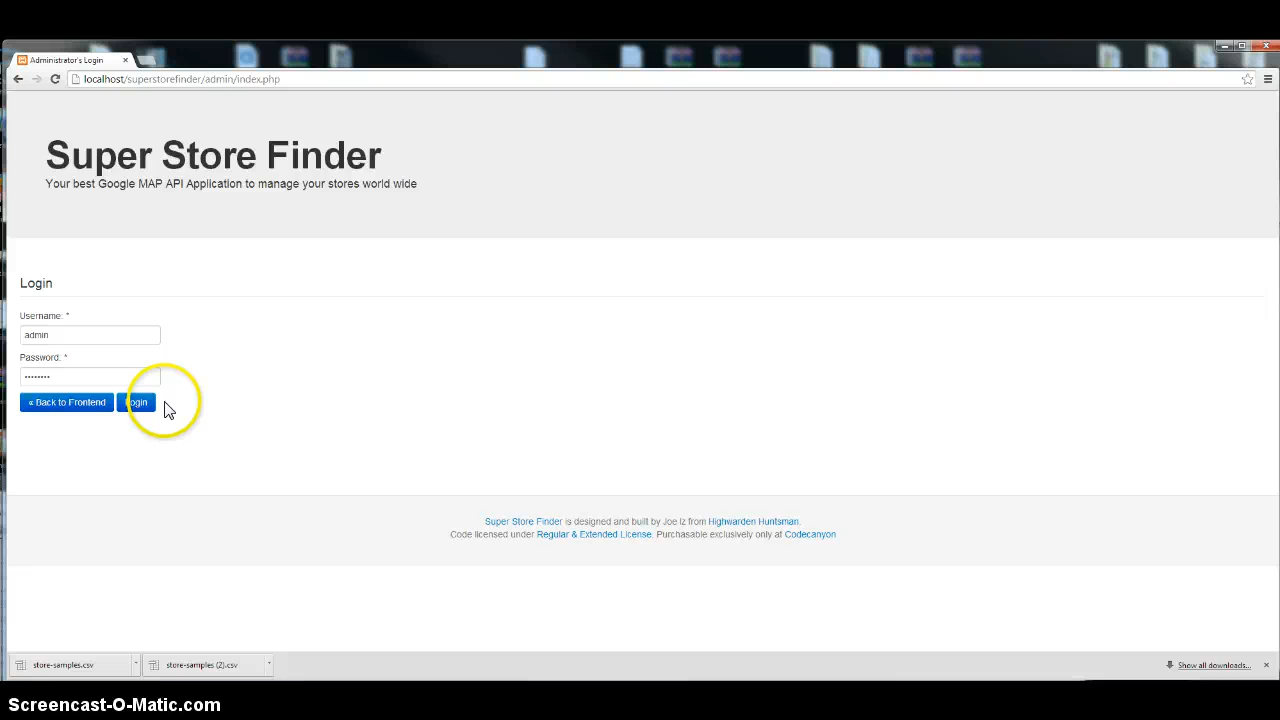 Administrator's Login
localhost/superstorefinder/admin/index.php
Super Store Finder
Your best Google MAP API Application to manage your stores world wide
Login
Username: *
admin
Password: *
« Back to Frontend Login
Super Store Finder is designed and built by Joe Iz from Highwarden Huntsman.
Code licensed under Regular & Extended License. Purchasable exclusively only at Codecanyon
store-samples.csv store-samples (2).csv Show all downloads...
Screencast-O-Matic.com